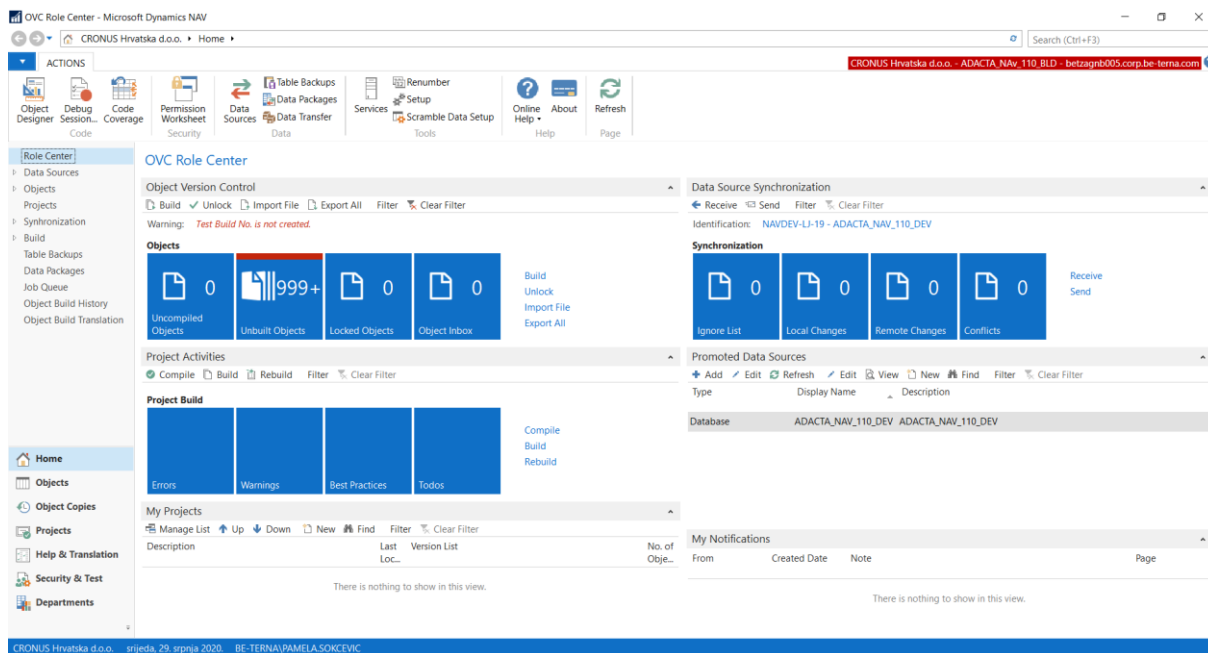 OVC Role Center - Microsoft Dynamics NAV
CRONUS Hrvatska d.o.o. Home
Search (Ctrl+F3)
ACTIONS
CRONUS Hrvatska d.o.o. - ADACTA_NAv_110_BLD - betzagnb005.corp.be-terna.com
Object Designer
Debug Session...
Code Coverage
Code
Permission Worksheet
Security
Data Sources
Table Backups
Data Packages
Data Transfer
Data
Services
Renumber
Setup
Scramble Data Setup
Tools
Online Help
About
Help
Refresh
Page
Role Center
Data Sources
Objects
Projects
Synhronization
Build
Table Backups
Data Packages
Job Queue
Object Build History
Object Build Translation
Home
Objects
Object Copies
Projects
Help & Translation
Security & Test
Departments
OVC Role Center
Object Version Control
Build Unlock Import File Export All Filter Clear Filter
Warning: Test Build No. is not created.
Objects
0 999+ 0 0
Uncompiled Objects
Unbuilt Objects
Locked Objects
Object Inbox
Build
Unlock
Import File
Export All
Project Activities
Compile Build Rebuild Filter Clear Filter
Project Build
Errors
Warnings
Best Practices
Todos
Compile
Build
Rebuild
My Projects
Manage List Up Down New Find Filter Clear Filter
Description Last Loc... Version List No. of Obje...
There is nothing to show in this view.
Data Source Synchronization
Receive Send Filter Clear Filter
Identification: NAVDEV-LJ-19 - ADACTA_NAV_110_DEV
Synchronization
0 0 0 0
Ignore List
Local Changes
Remote Changes
Conflicts
Receive
Send
Promoted Data Sources
Add Edit Refresh Edit View New Find Filter Clear Filter
Type Display Name Description
Database ADACTA_NAV_110_DEV ADACTA_NAV_110_DEV
My Notifications
From Created Date Note Page
There is nothing to show in this view.
CRONUS Hrvatska d.o.o. srijeda, 29. srpnja 2020. BE-TERNA\PAMELA.SOKCEVIC